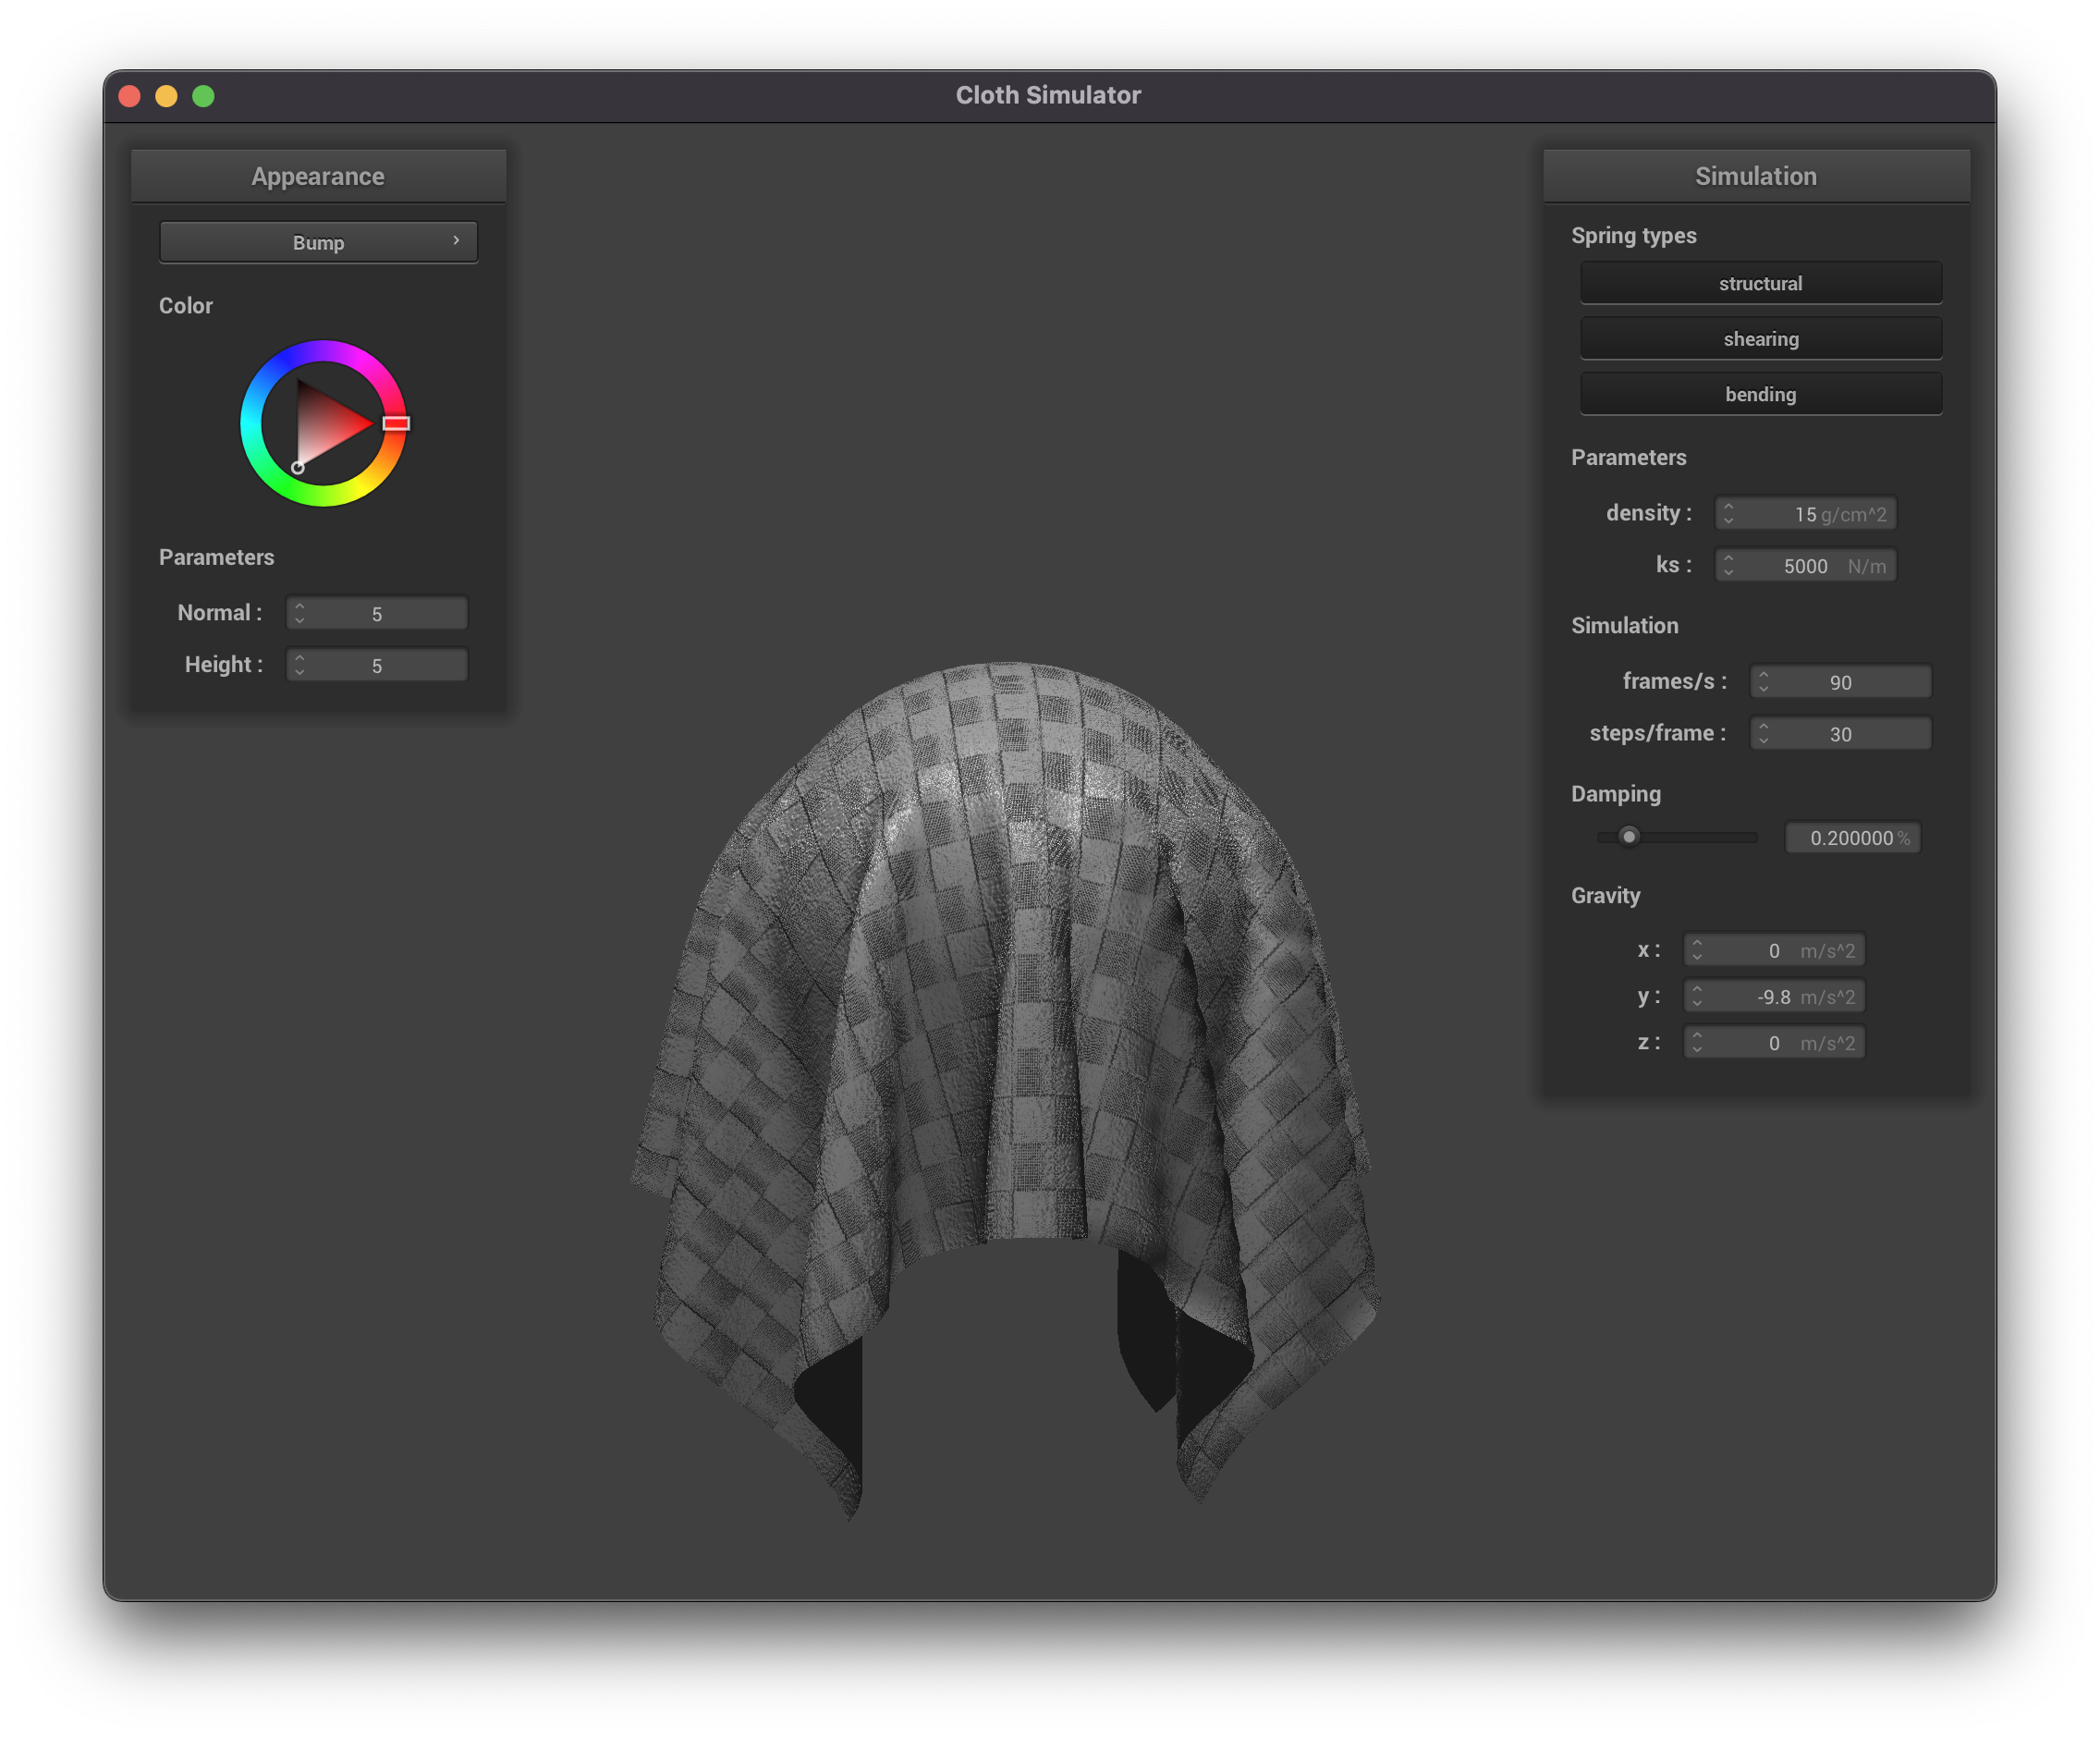 Cloth Simulator
Appearance
Bump
Color
Parameters
Normal : 5
Height : 5
Simulation
Spring types
structural
shearing
bending
Parameters
density : 15 g/cm^2
ks : 5000 N/m
Simulation
frames/s : 90
steps/frame : 30
Damping
0.200000 %
Gravity
x : 0 m/s^2
y : -9.8 m/s^2
z : 0 m/s^2